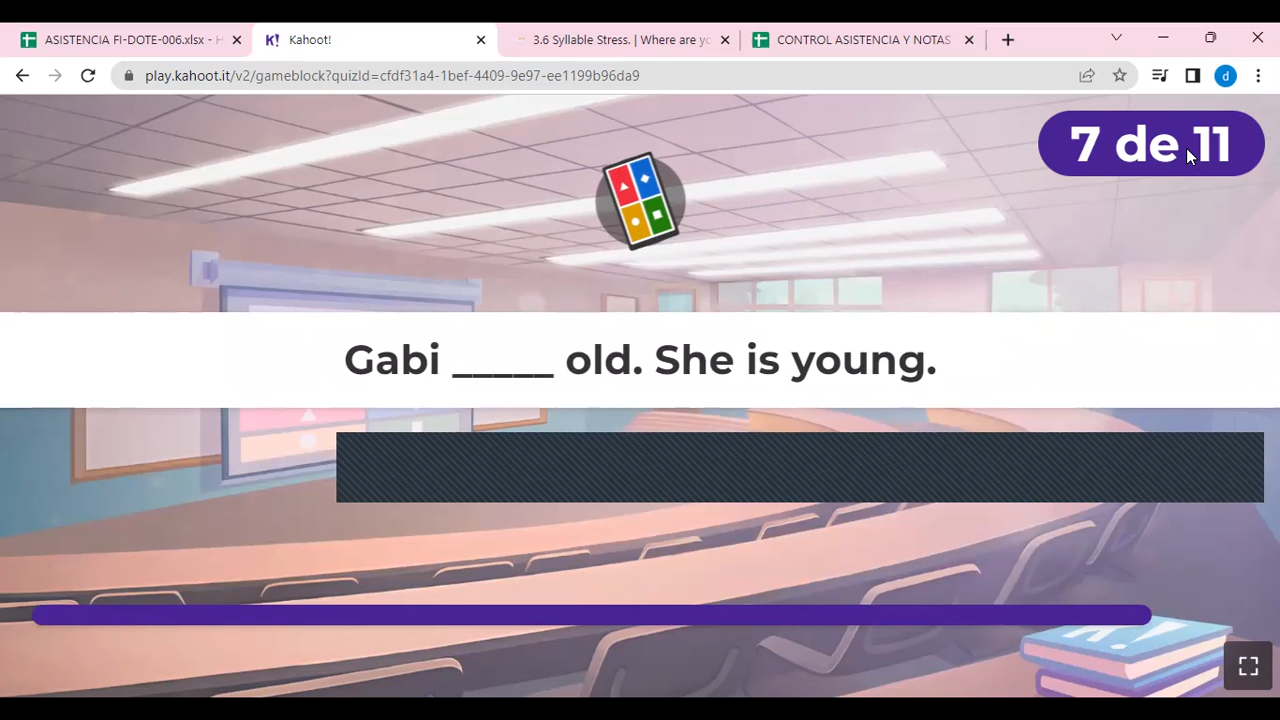 ASISTENCIA FI-DOTE-006.xlsx - H
K! Kahoot!
3.6 Syllable Stress. | Where are yo
CONTROL ASISTENCIA Y NOTAS
play.kahoot.it/v2/gameblock?quizId=cfdf31a4-1bef-4409-9e97-ee1199b96da9
d
7 de 11
Gabi _____ old. She is young.